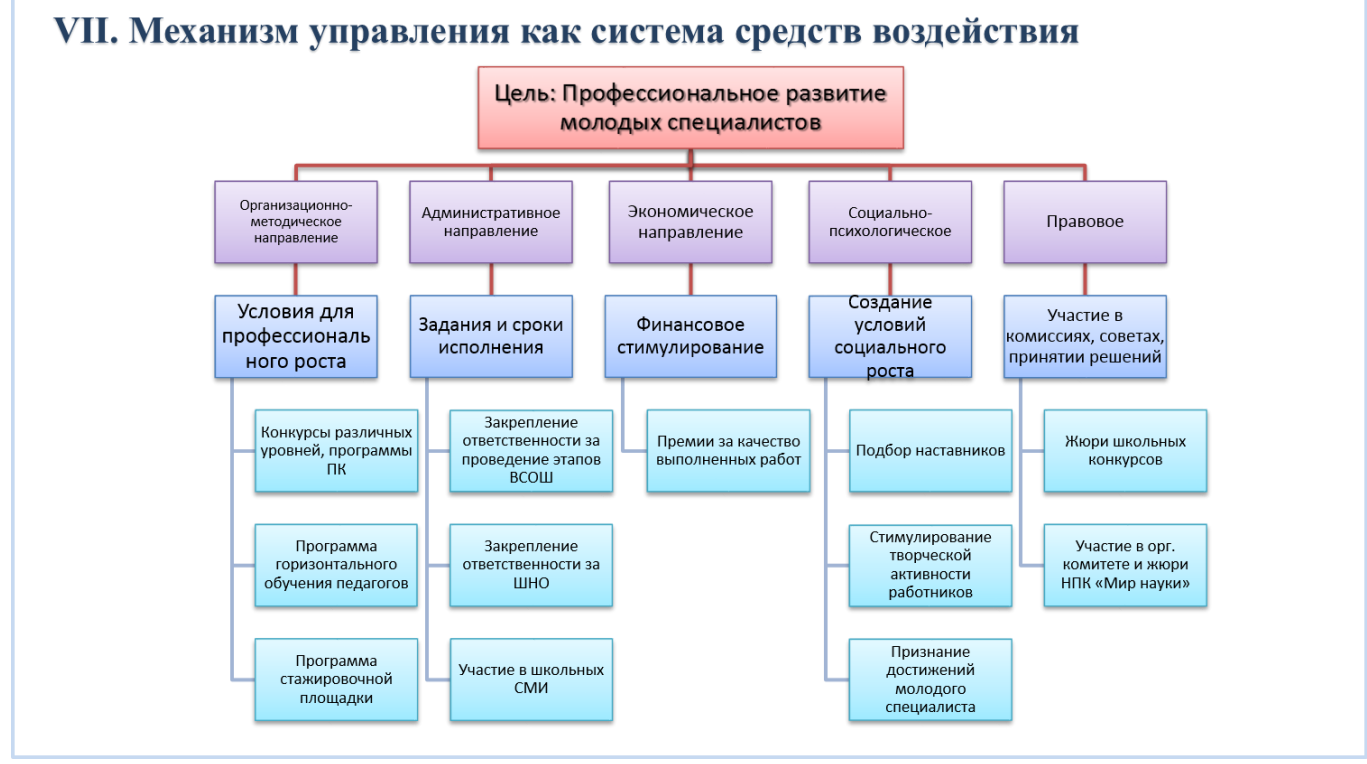 VII. Механизм управления как система средств воздействия
Цель: Профессиональное развитие
молодых специалистов
Организационно-
методическое
направление
Административное
направление
Экономическое
направление
Социально-
психологическое
Правовое
Условия для
профессиональ
ного роста
Задания и сроки
исполнения
Финансовое
стимулирование
Создание
условий
социального
роста
Участие в
комиссиях, советах,
принятии решений
Конкурсы различных
уровней, программы
ПК
Закрепление
ответственности за
проведение этапов
ВСОШ
Премии за качество
выполненных работ
Подбор наставников
Жюри школьных
конкурсов
Программа
горизонтального
обучения педагогов
Закрепление
ответственности за
ШНО
Стимулирование
творческой
активности
работников
Участие в орг.
комитете и жюри
НПК «Мир науки»
Программа
стажировочной
площадки
Участие в школьных
СМИ
Признание
достижений
молодого
специалиста